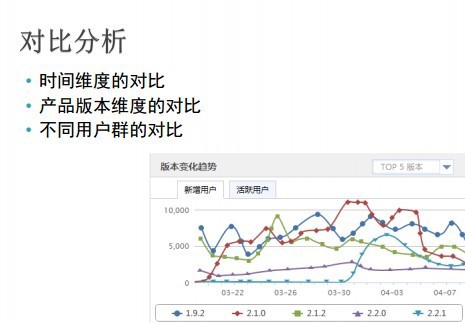 对比分析
时间维度的对比
产品版本维度的对比
不同用户群的对比
版本变化趋势
TOP 5 版本
新增用户 活跃用户
10,000
5,000
0
03-22 03-26 03-30 04-03 04-07
1.9.2 2.1.0 2.1.2 2.2.0 2.2.1